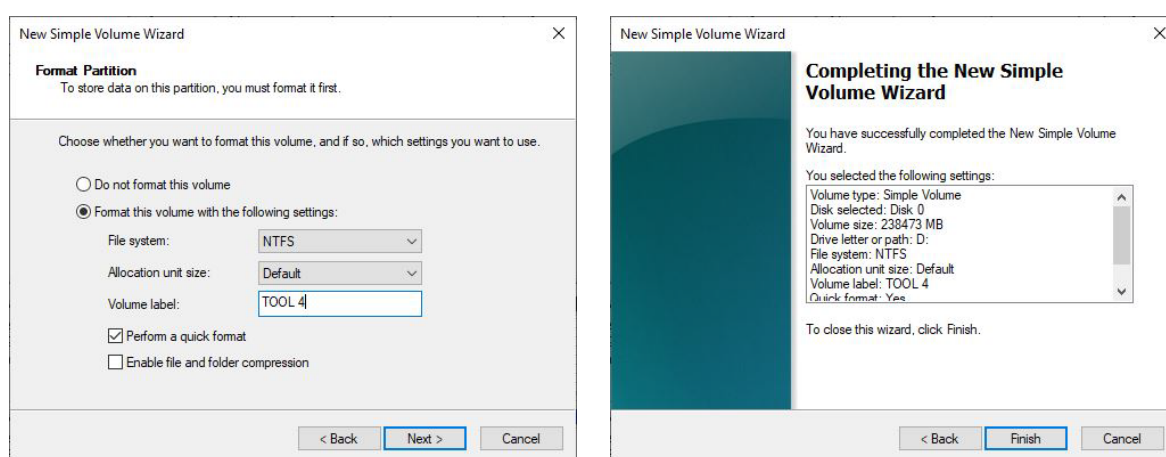 New Simple Volume Wizard
Format Partition
To store data on this partition, you must format it first.
Choose whether you want to format this volume, and if so, which settings you want to use.
Do not format this volume
Format this volume with the following settings:
File system: NTFS
Allocation unit size: Default
Volume label: TOOL 4
Perform a quick format
Enable file and folder compression
< Back Next > Cancel
New Simple Volume Wizard
Completing the New Simple
Volume Wizard
You have successfully completed the New Simple Volume
Wizard.
You selected the following settings:
Volume type: Simple Volume
Disk selected: Disk 0
Volume size: 238473 MB
Drive letter or path: D:
File system: NTFS
Allocation unit size: Default
Volume label: TOOL 4
Quick format: Yes
To close this wizard, click Finish.
< Back Finish Cancel